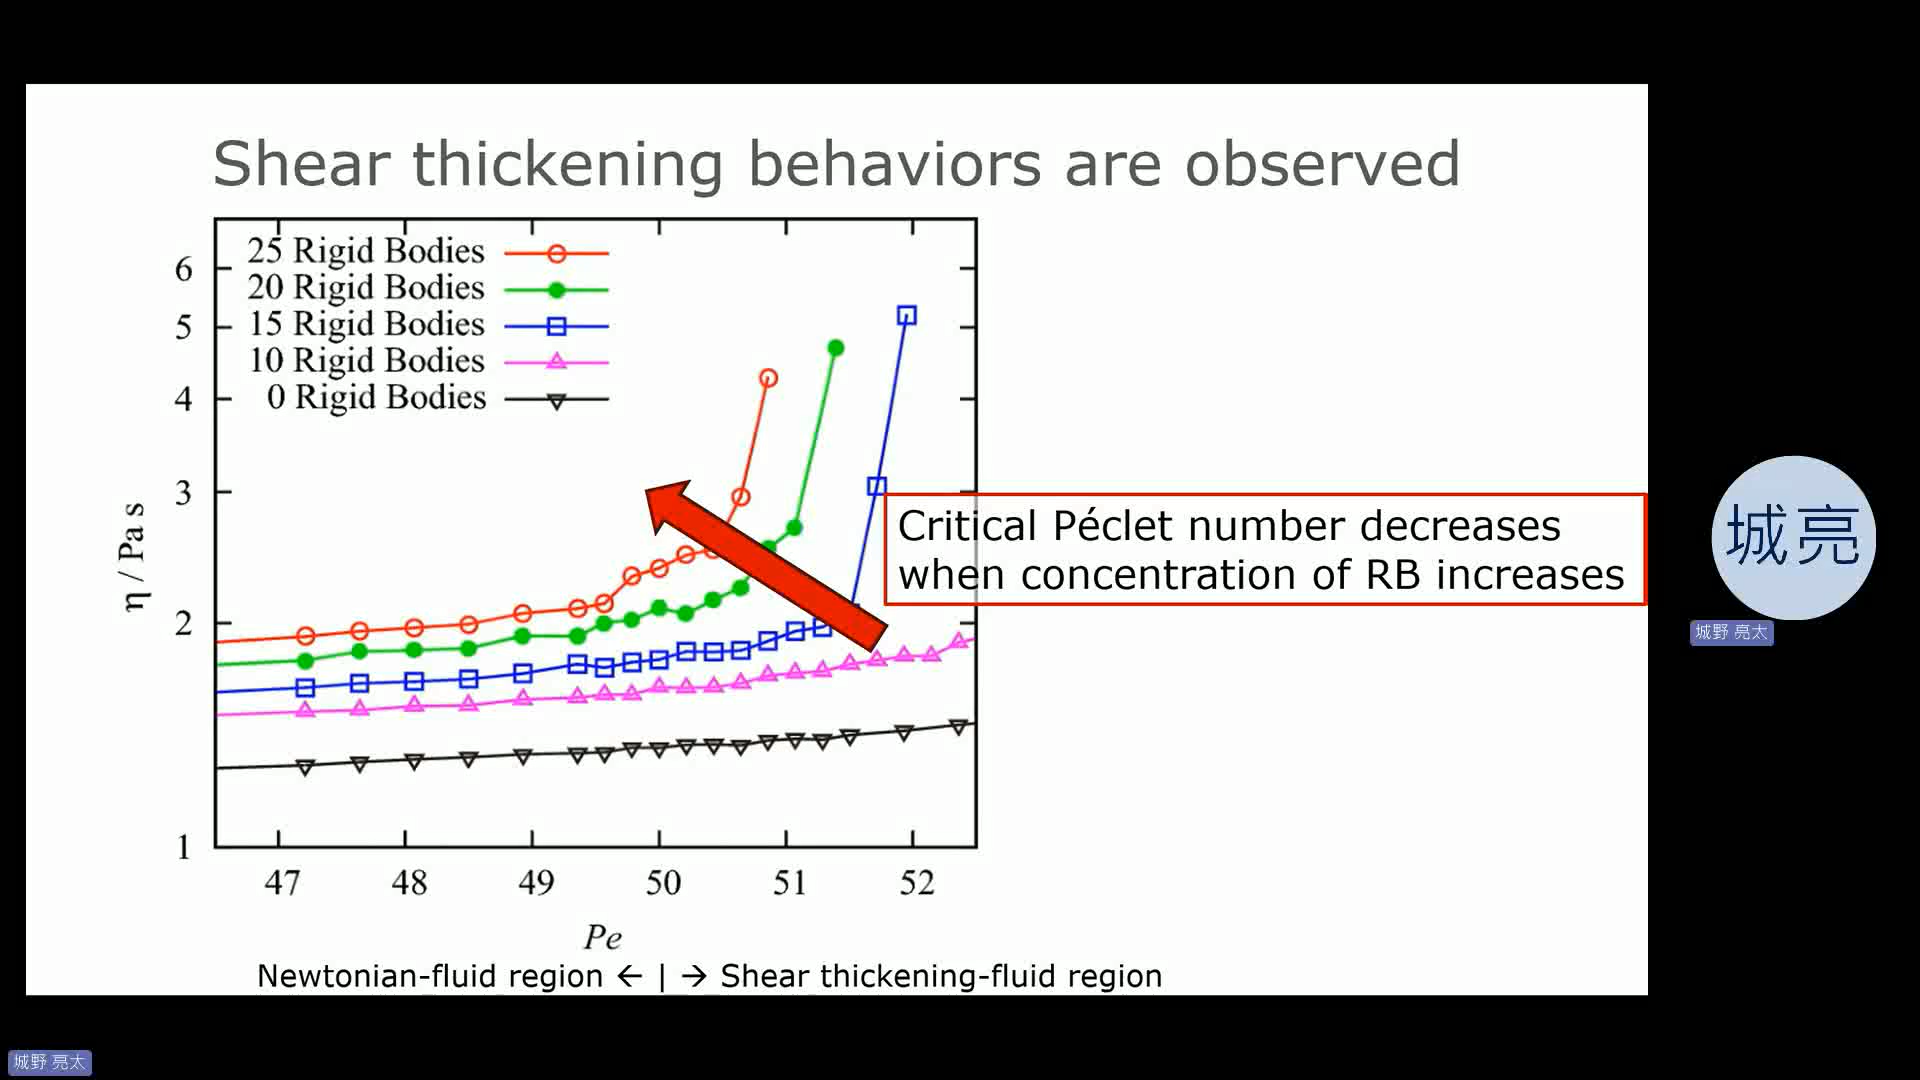 Shear thickening behaviors are observed
25 Rigid Bodies
20 Rigid Bodies
15 Rigid Bodies
10 Rigid Bodies
0 Rigid Bodies
6
5
4
3
2
1
η / Pa s
47 48 49 50 51 52
Pe
Critical Péclet number decreases
when concentration of RB increases
Newtonian-fluid region ← | → Shear thickening-fluid region
城亮
城野 亮太
城野 亮太